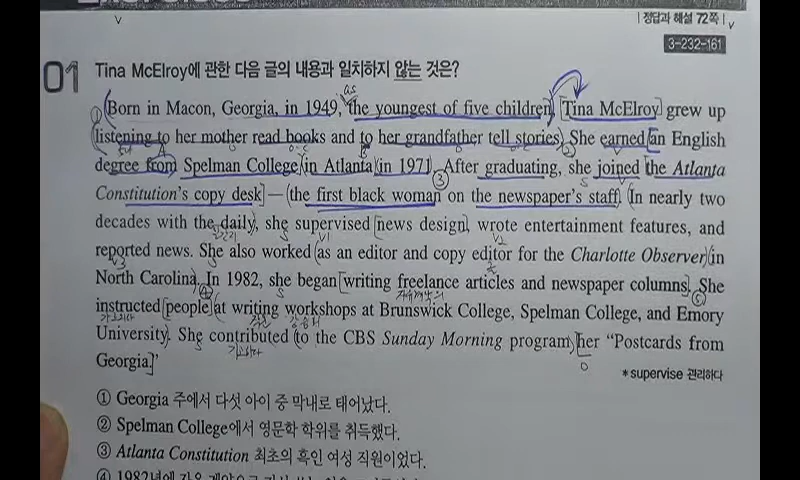 정답과 해설 72쪽
3-232-161
01 Tina McElroy에 관한 다음 글의 내용과 일치하지 않는 것은?
Born in Macon, Georgia, in 1949, the youngest of five children, Tina McElroy grew up
listening to her mother read books and to her grandfather tell stories. She earned an English
degree from Spelman College in Atlanta in 1971. After graduating, she joined the Atlanta
Constitution's copy desk — the first black woman on the newspaper's staff. In nearly two
decades with the daily, she supervised news design, wrote entertainment features, and
reported news. She also worked as an editor and copy editor for the Charlotte Observer in
North Carolina. In 1982, she began writing freelance articles and newspaper columns. She
instructed people at writing workshops at Brunswick College, Spelman College, and Emory
University. She contributed to the CBS Sunday Morning program, her “Postcards from
Georgia.”
*supervise 관리하다
① Georgia 주에서 다섯 아이 중 막내로 태어났다.
② Spelman College에서 영문학 학위를 취득했다.
③ Atlanta Constitution 최초의 흑인 여성 직원이었다.